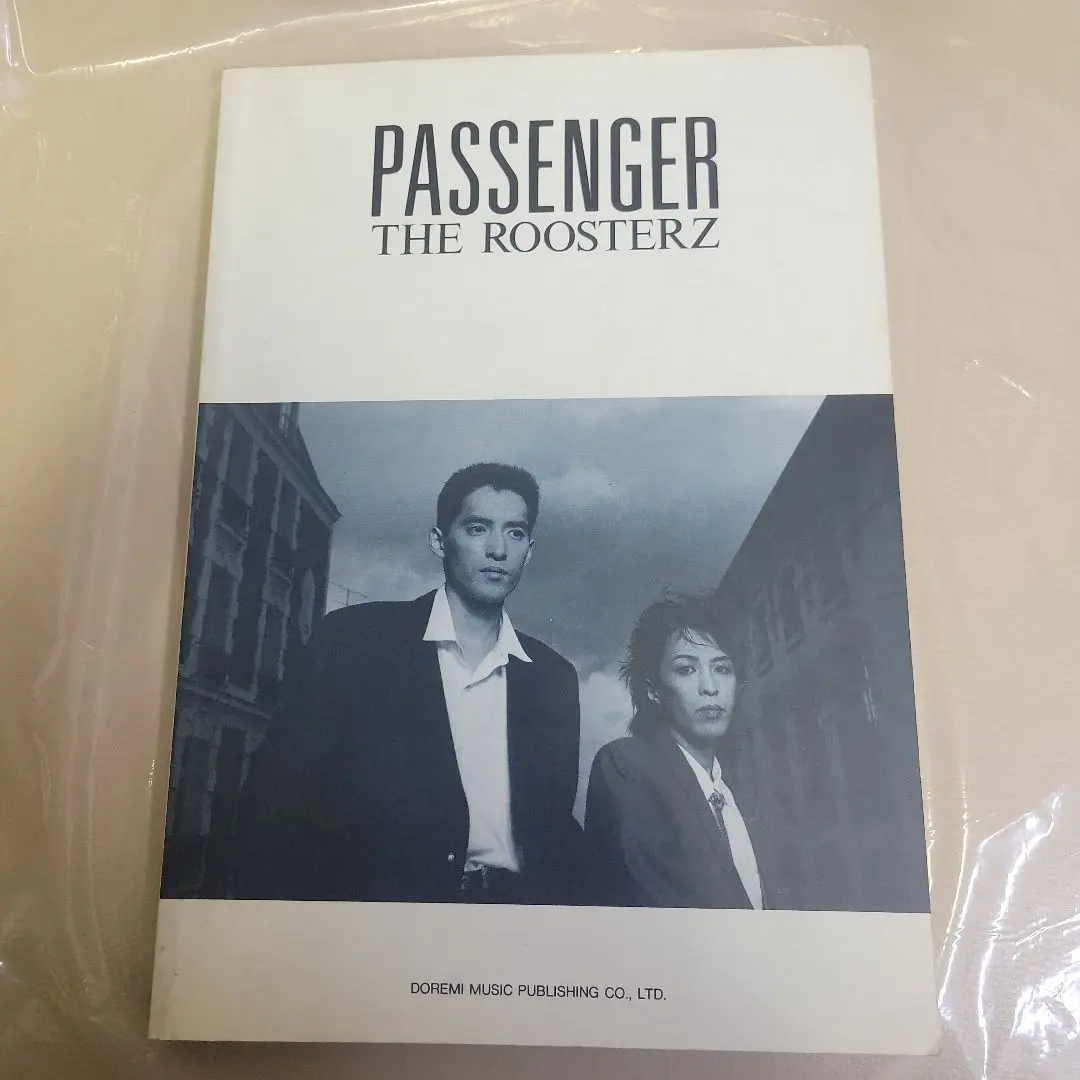 PASSENGER
THE ROOSTERZ
DOREMI MUSIC PUBLISHING CO., LTD.